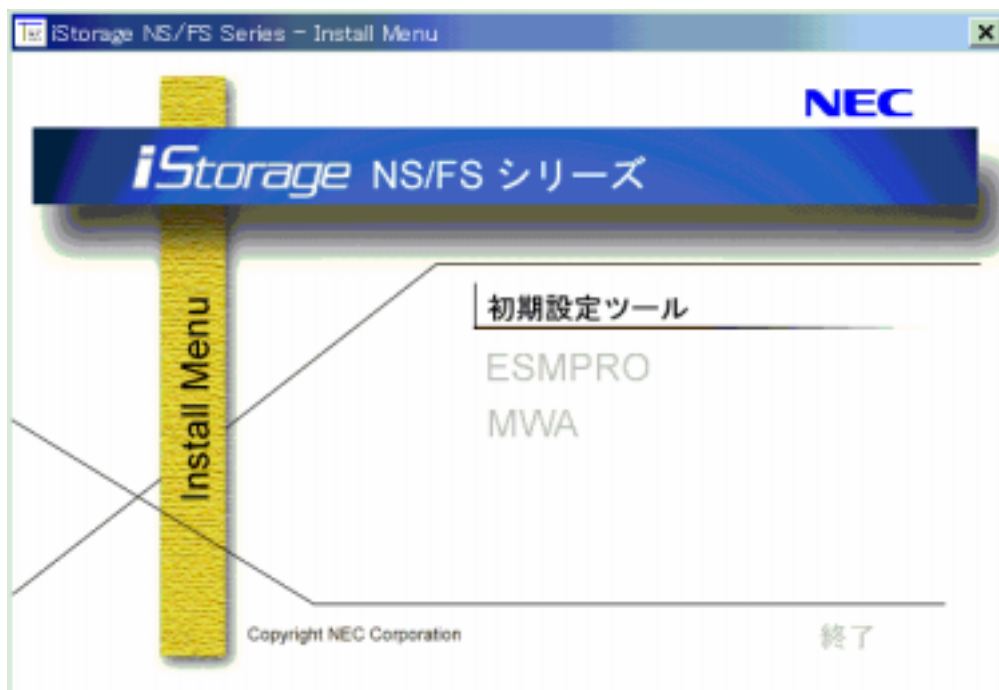 iStorage NS/FS Series - Install Menu
NEC
iStorage NS/FS シリーズ
Install Menu
初期設定ツール
ESMPRO
MWA
Copyright NEC Corporation
終了